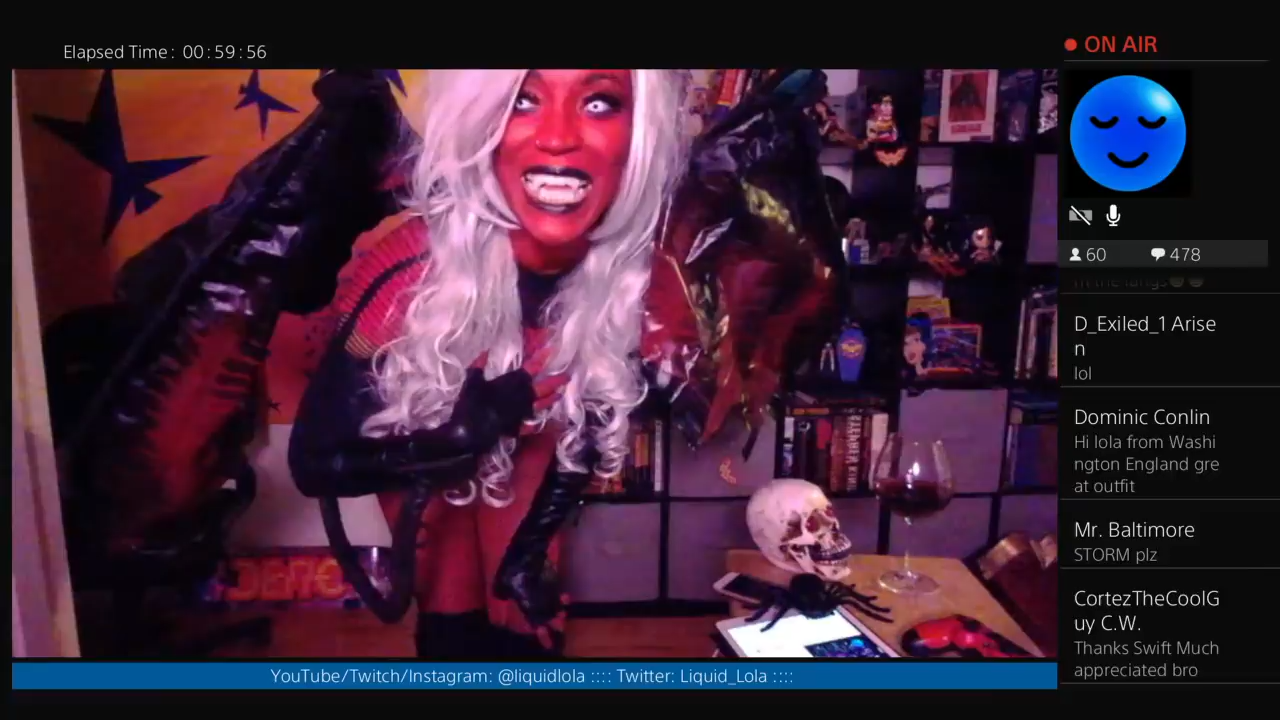 Elapsed Time: 00:59:56
ON AIR
60
478
D_Exiled_1 Arise
n
lol
Dominic Conlin
Hi lola from Washi
ngton England gre
at outfit
Mr. Baltimore
STORM plz
CortezTheCoolG
uy C.W.
Thanks Swift Much
appreciated bro
YouTube/Twitch/Instagram: @liquidlola :::: Twitter: Liquid_Lola ::::